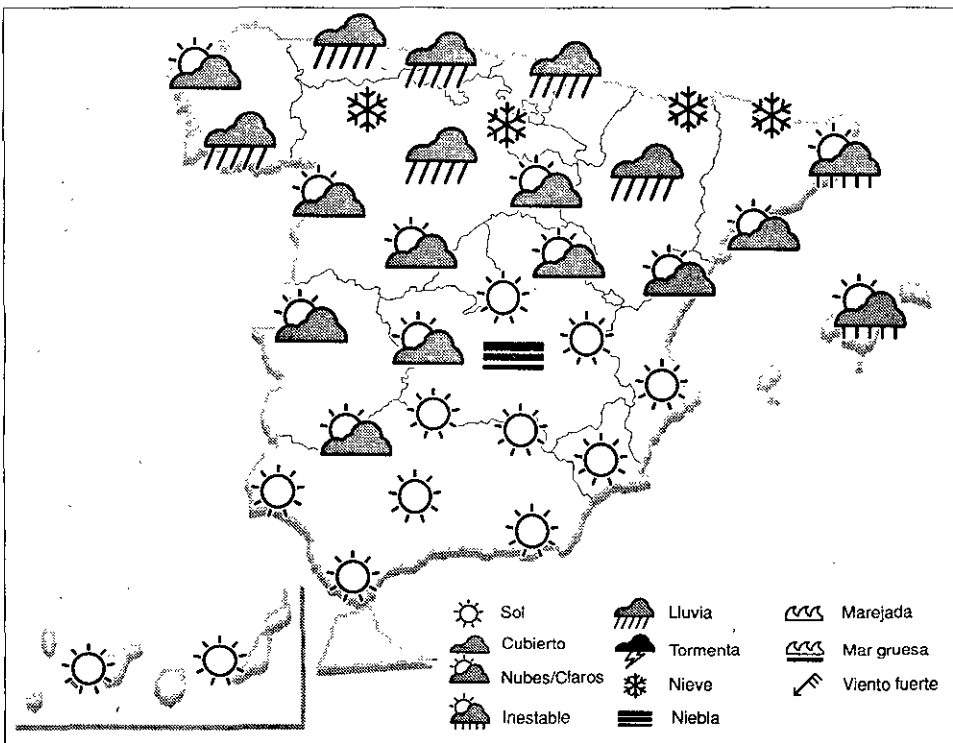 Sol
Cubierto
Nubes/Claros
Inestable
Lluvia
Tormenta
Nieve
Niebla
Marejada
Mar gruesa
Viento fuerte